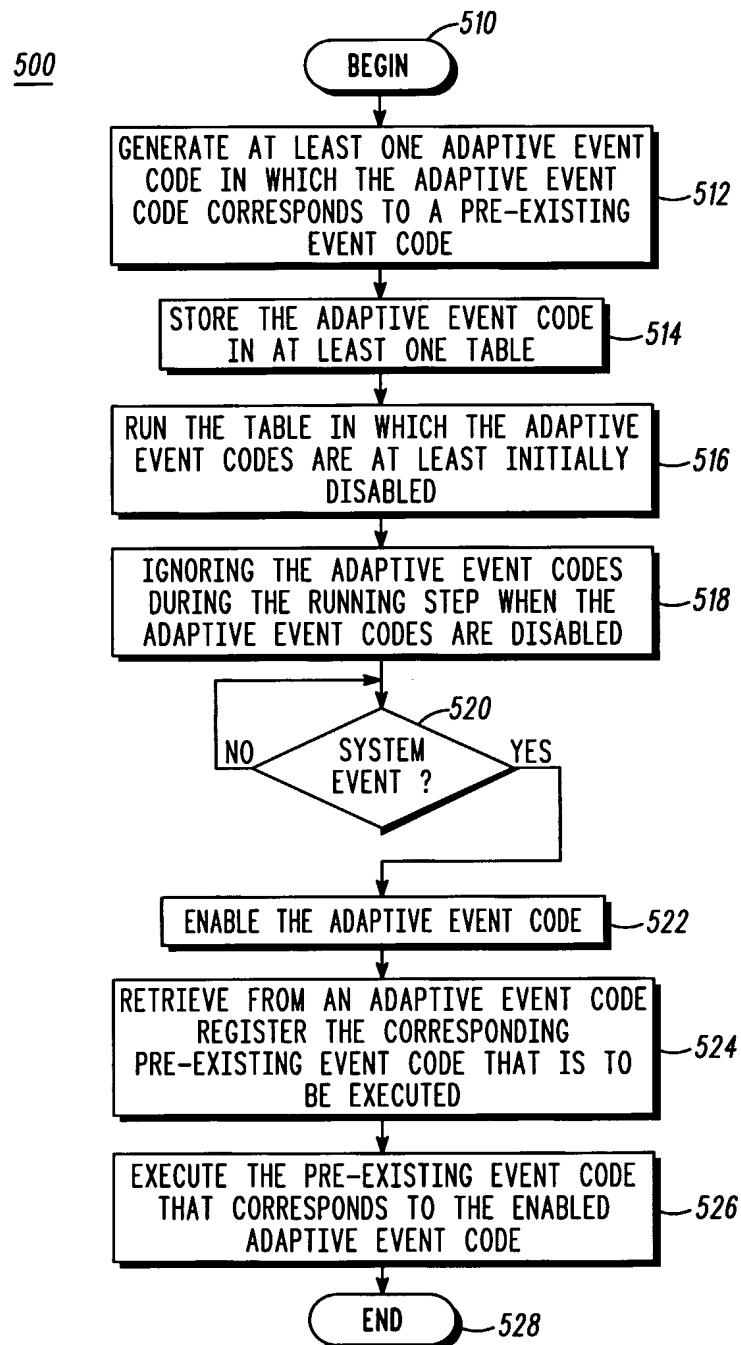 510
500
BEGIN
GENERATE AT LEAST ONE ADAPTIVE EVENT
CODE IN WHICH THE ADAPTIVE EVENT
CODE CORRESPONDS TO A PRE-EXISTING
EVENT CODE
512
STORE THE ADAPTIVE EVENT CODE
IN AT LEAST ONE TABLE
514
RUN THE TABLE IN WHICH THE ADAPTIVE
EVENT CODES ARE AT LEAST INITIALLY
DISABLED
516
IGNORING THE ADAPTIVE EVENT CODES
DURING THE RUNNING STEP WHEN THE
ADAPTIVE EVENT CODES ARE DISABLED
518
520
NO
SYSTEM
EVENT ?
YES
ENABLE THE ADAPTIVE EVENT CODE
522
RETRIEVE FROM AN ADAPTIVE EVENT CODE
REGISTER THE CORRESPONDING
PRE-EXISTING EVENT CODE THAT IS TO
BE EXECUTED
524
EXECUTE THE PRE-EXISTING EVENT CODE
THAT CORRESPONDS TO THE ENABLED
ADAPTIVE EVENT CODE
526
END
528